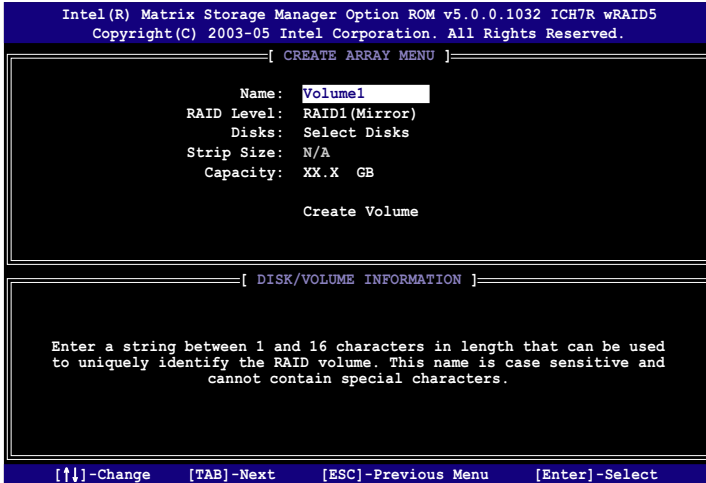 Intel(R) Matrix Storage Manager Option ROM v5.0.0.1032 ICH7R wRAID5
Copyright(C) 2003-05 Intel Corporation. All Rights Reserved.
[ CREATE ARRAY MENU ]
Name: Volume1
RAID Level: RAID1(Mirror)
Disks: Select Disks
Strip Size: N/A
Capacity: XX.X GB
Create Volume
[ DISK/VOLUME INFORMATION ]
Enter a string between 1 and 16 characters in length that can be used
to uniquely identify the RAID volume. This name is case sensitive and
cannot contain special characters.
[↑↓]-Change [TAB]-Next [ESC]-Previous Menu [Enter]-Select